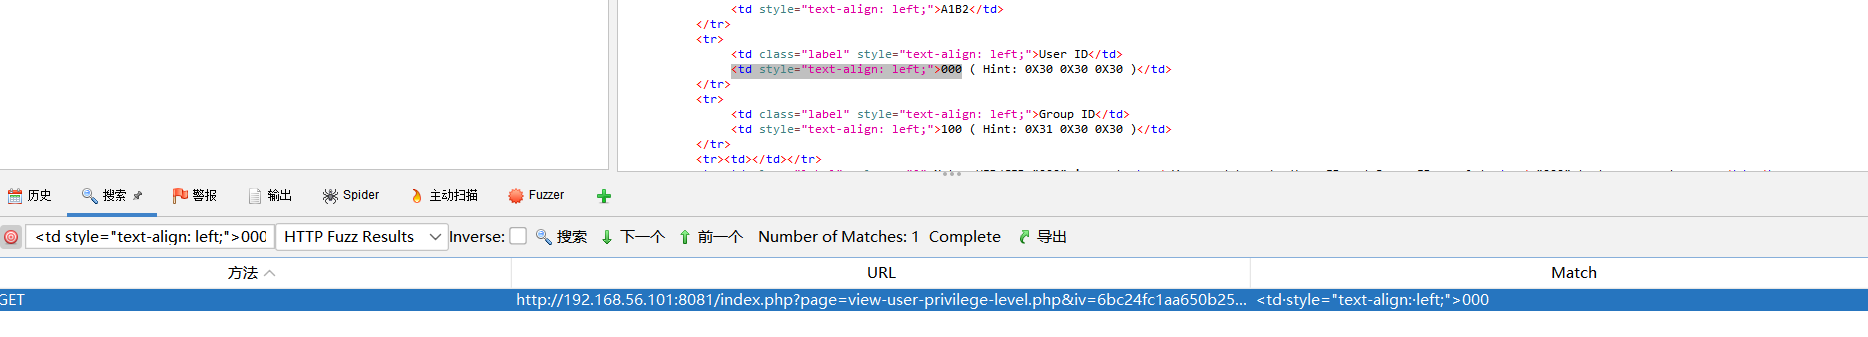 <td style="text-align: left;">A1B2</td>
</tr>
<tr>
<td class="label" style="text-align: left;">User ID</td>
<td style="text-align: left;">000 ( Hint: 0X30 0X30 0X30 )</td>
</tr>
<tr>
<td class="label" style="text-align: left;">Group ID</td>
<td style="text-align: left;">100 ( Hint: 0X31 0X30 0X30 )</td>
</tr>
<tr><td></td></tr>
历史 搜索 警报 输出 Spider 主动扫描 Fuzzer
<td style="text-align: left;">000 HTTP Fuzz Results Inverse: 搜索 下一个 前一个 Number of Matches: 1 Complete 导出
方法 URL Match
GET http://192.168.56.101:8081/index.php?page=view-user-privilege-level.php&iv=6bc24fc1aa650b25... <td·style="text-align:·left;">000